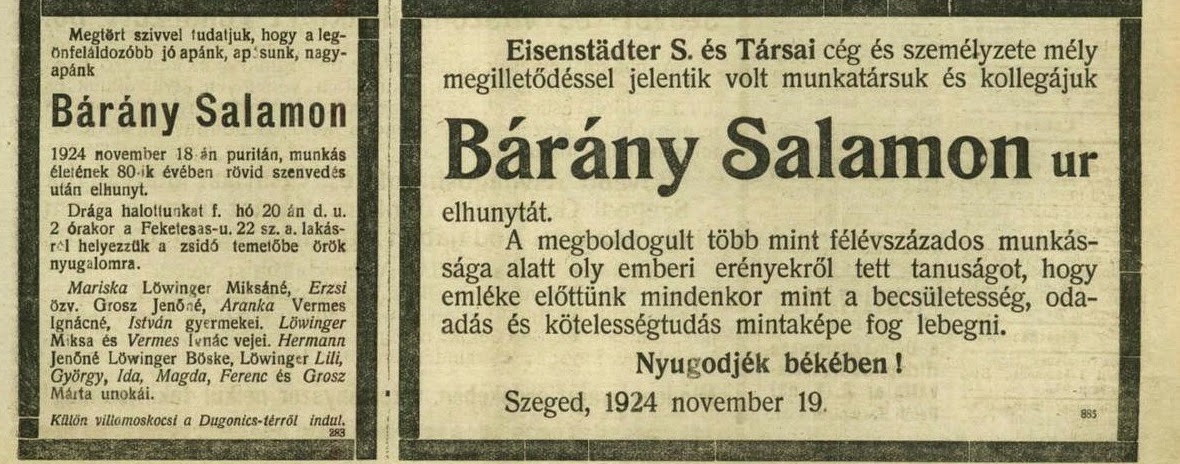 Megtört szivvel tudatjuk, hogy a leg-
önfeláldozóbb jó apánk, apósunk, nagy-
apánk
Bárány Salamon
1924 november 18-án puritán, munkás
életének 80-ik évében rövid szenvedés
után elhunyt.
Drága halottunkat f. hó 20 án d. u.
2 órakor a Feketesas-u. 22 sz. a. lakás-
ról helyezzük a zsidó temetőbe örök
nyugalomra.
Mariska Löwinger Miksáné, Erzsi
özv. Grosz Jenőné, Aranka Vermes
Ignácné, István gyermekei. Löwinger
Miksa és Vermes Ignác vejei. Hermann
Jenőné Löwinger Böske, Löwinger Lili,
György, Ida, Magda, Ferenc és Grosz
Márta unokái.
Külön villamoskocsi a Dugonics-térről indul.
283
Eisenstädter S. és Társai cég és személyzete mély
megilletődéssel jelentik volt munkatársuk és kollegájuk
Bárány Salamon ur
elhunytát.
A megboldogult több mint félévszázados munkás-
sága alatt oly emberi erényekről tett tanuságot, hogy
emléke előttünk mindenkor mint a becsületesség, oda-
adás és kötelességtudás mintaképe fog lebegni.
Nyugodjék békében!
Szeged, 1924 november 19.
885